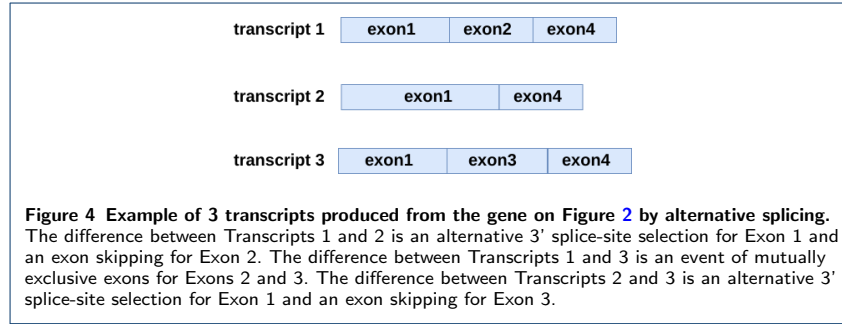 transcript 1 exon1 exon2 exon4
transcript 2 exon1 exon4
transcript 3 exon1 exon3 exon4
Figure 4 Example of 3 transcripts produced from the gene on Figure 2 by alternative splicing.
The difference between Transcripts 1 and 2 is an alternative 3' splice-site selection for Exon 1 and
an exon skipping for Exon 2. The difference between Transcripts 1 and 3 is an event of mutually
exclusive exons for Exons 2 and 3. The difference between Transcripts 2 and 3 is an alternative 3'
splice-site selection for Exon 1 and an exon skipping for Exon 3.